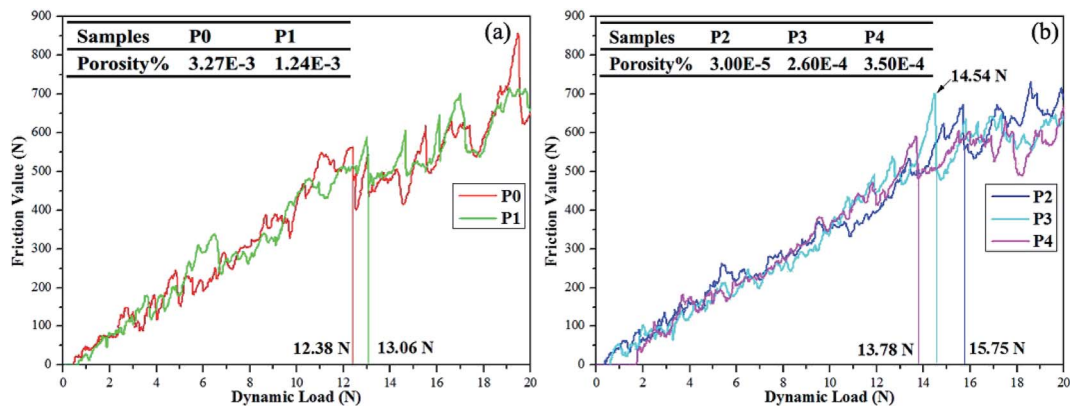 (a)
Samples P0 P1
Porosity% 3.27E-3 1.24E-3
Friction Value (N)
900
800
700
600
500
400
300
200
100
0
P0
P1
12.38 N
13.06 N
0 2 4 6 8 10 12 14 16 18 20
Dynamic Load (N)
(b)
Samples P2 P3 P4
Porosity% 3.00E-5 2.60E-4 3.50E-4
14.54 N
Friction Value (N)
900
800
700
600
500
400
300
200
100
0
P2
P3
P4
13.78 N
15.75 N
0 2 4 6 8 10 12 14 16 18 20
Dynamic Load (N)